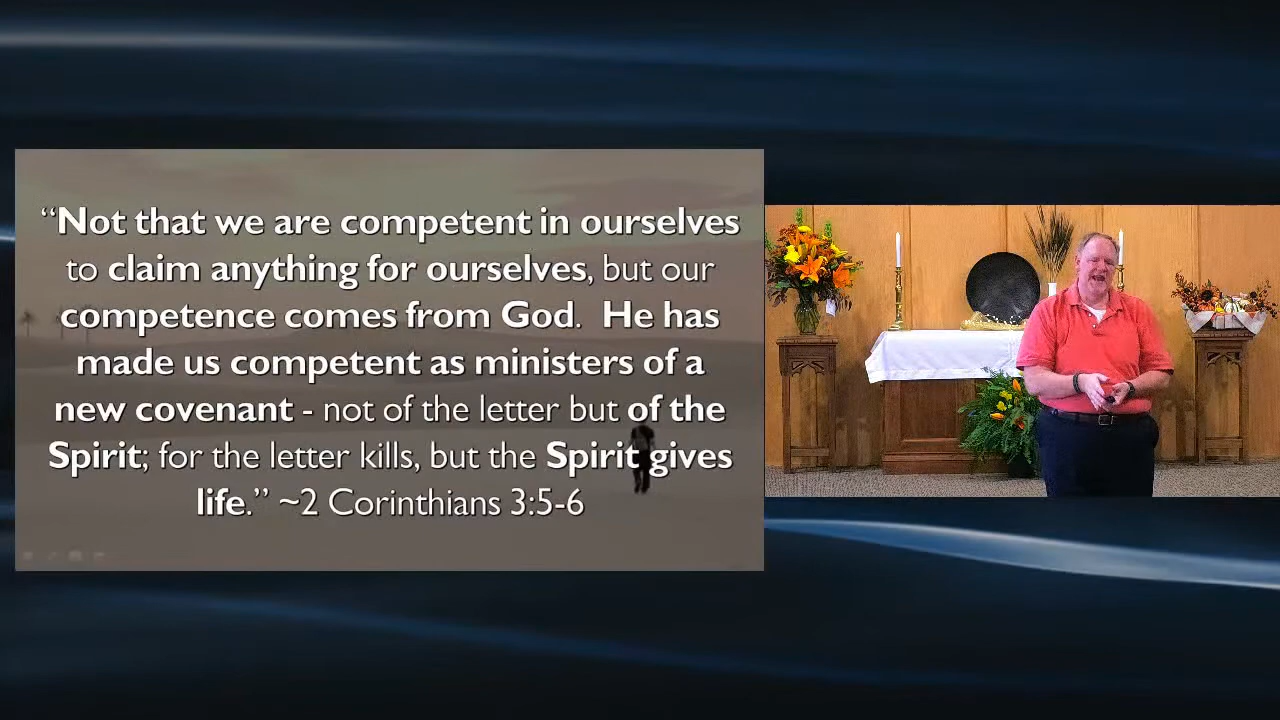 “Not that we are competent in ourselves
to claim anything for ourselves, but our
competence comes from God.  He has
made us competent as ministers of a
new covenant - not of the letter but of the
Spirit; for the letter kills, but the Spirit gives
life.” ~2 Corinthians 3:5-6